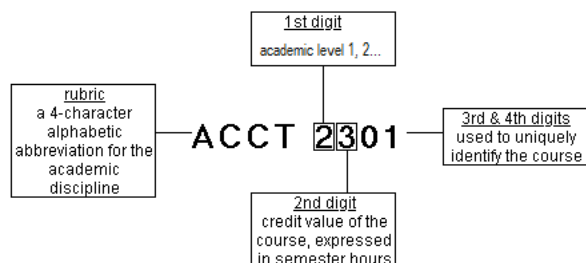 1st digit
academic level 1, 2...
rubric
a 4-character
alphabetic
abbreviation for the
academic
discipline
ACCT 2301
3rd & 4th digits
used to uniquely
identify the course
2nd digit
credit value of the
course, expressed
in semester hours